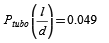 P_tubo (l/d) = 0.049